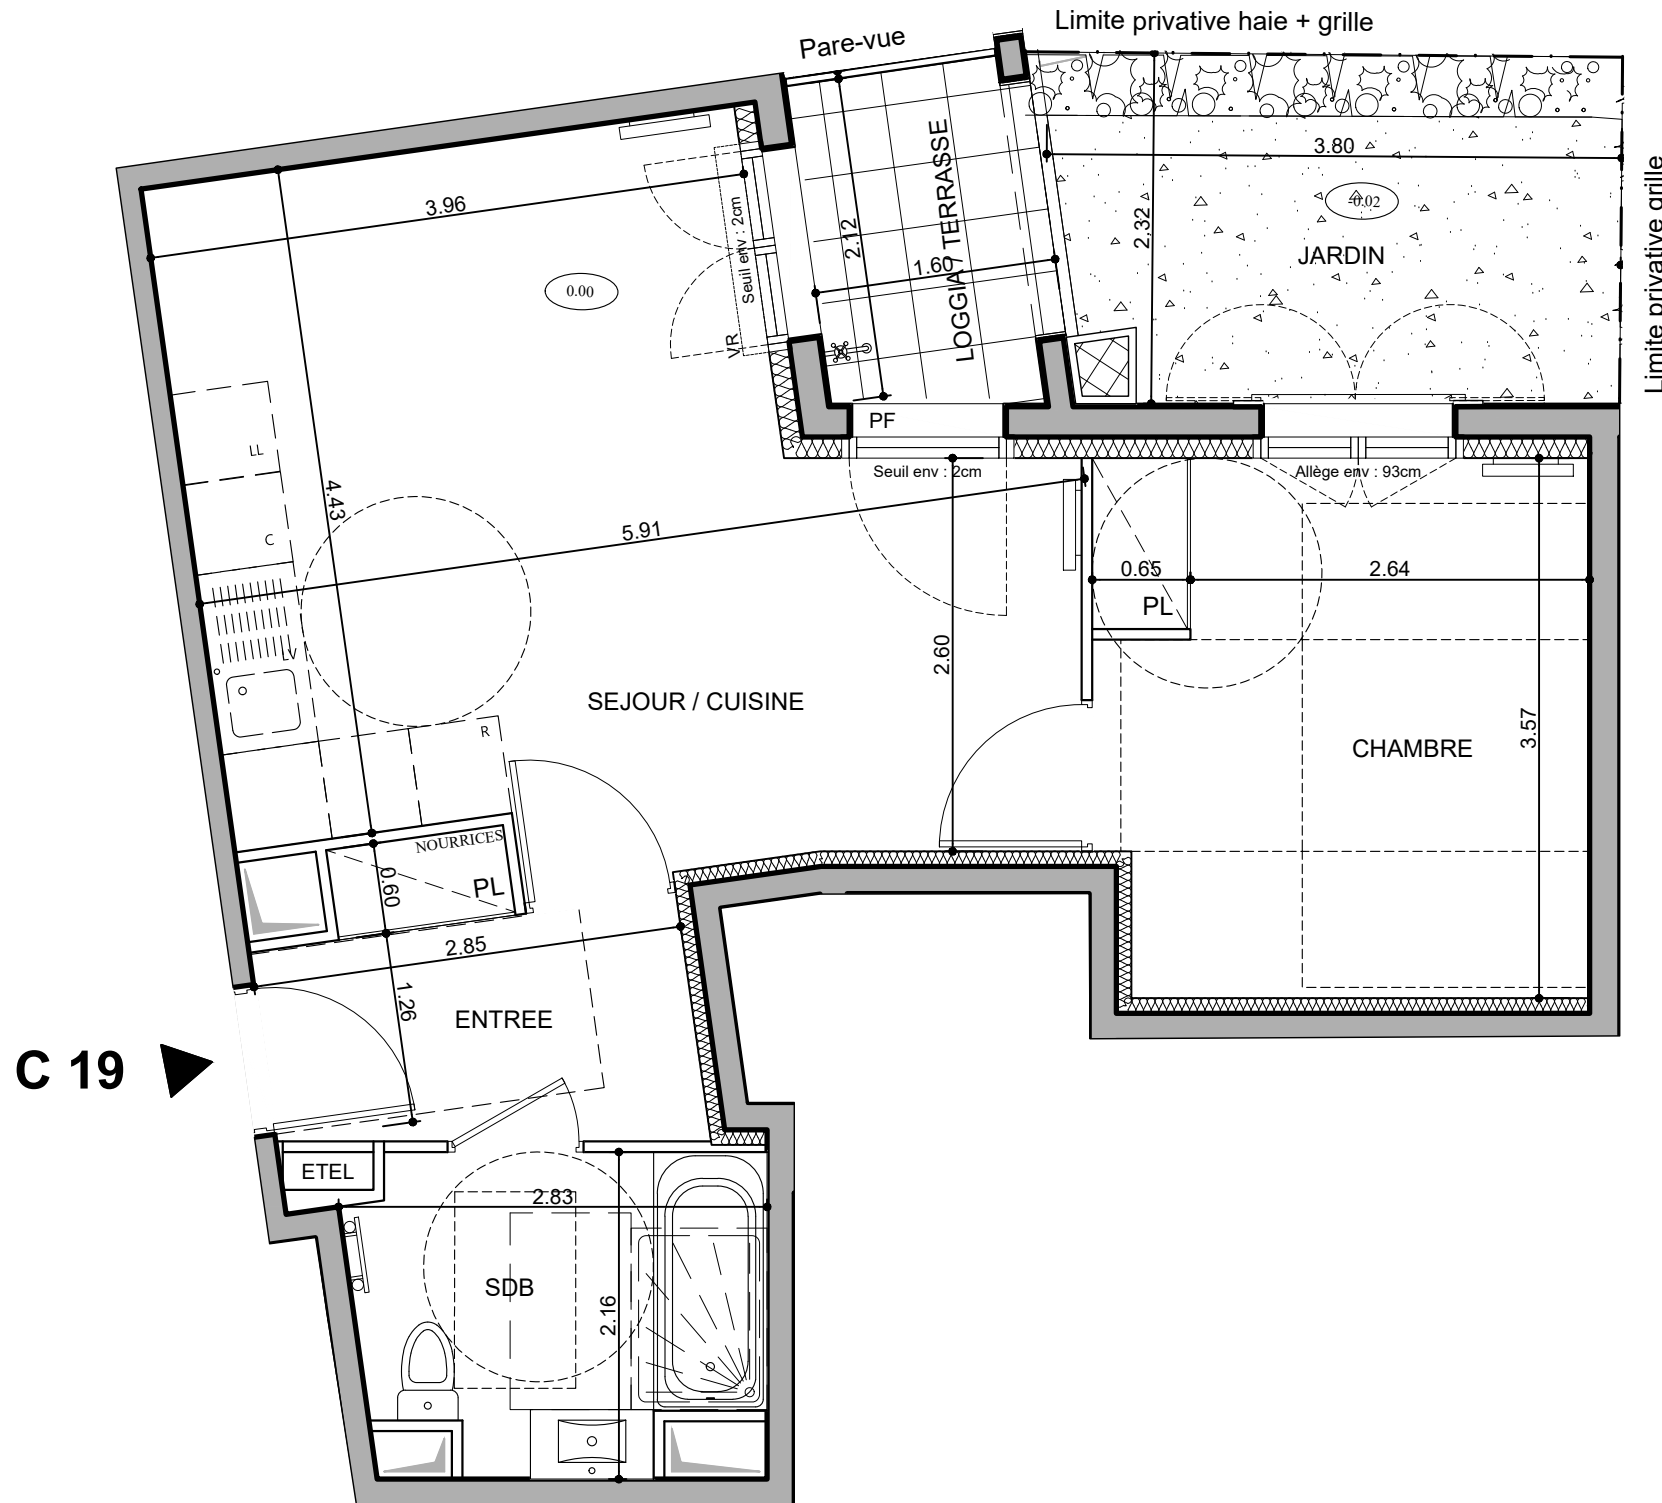 Limite privative haie + grille
Pare-vue
Limite privative grille
3.80
-0.02
JARDIN
2.32
LOGGIA / TERRASSE
2.12
1.60
3.96
Seuil env : 2cm
VR
0.00
PF
Seuil env : 2cm
Allège env : 93cm
LL
C
4.43
5.91
0.65
PL
2.64
LV
2.60
SEJOUR / CUISINE
R
CHAMBRE
3.57
NOURRICES
PL
0.60
2.85
1.26
ENTREE
C 19
ETEL
2.83
SDB
2.16